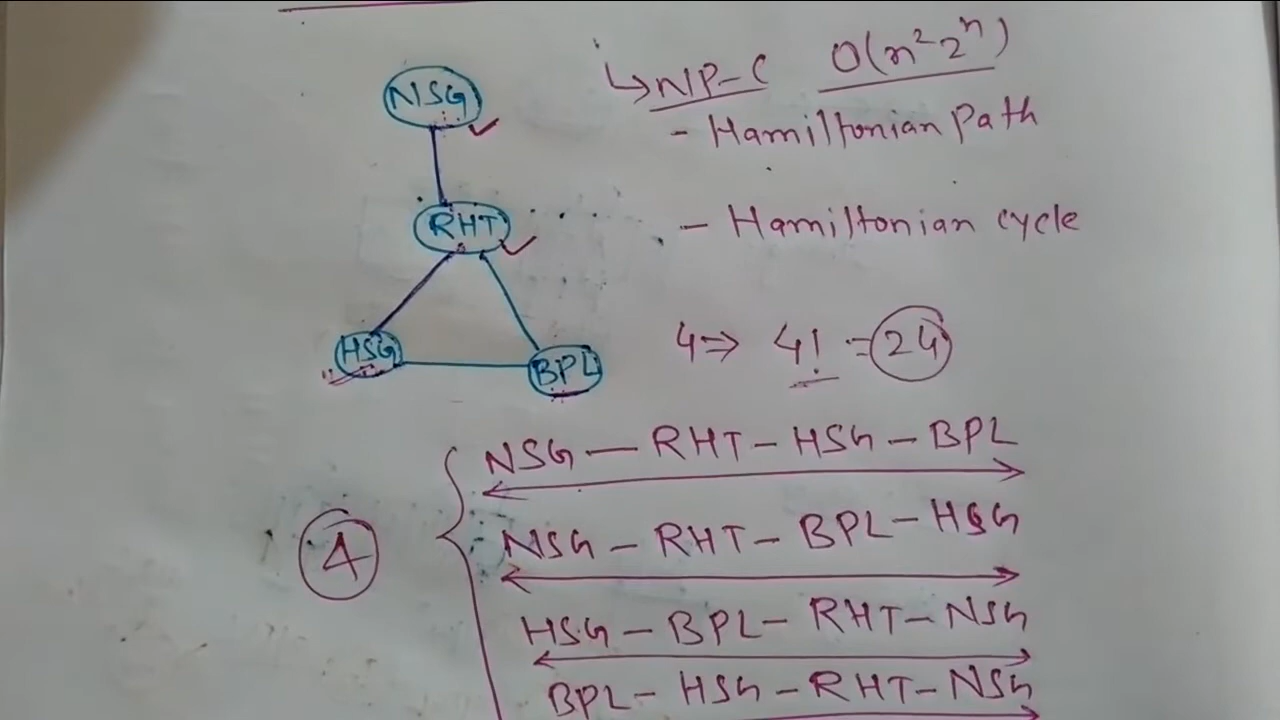 NSG
↳ NP-C O(n²2ⁿ)
- Hamiltonian Path
RHT
- Hamiltonian cycle
HSG
BPL
4 ⇒ 4! = 24
NSG — RHT - HSG - BPL
4
NSG - RHT - BPL - HSG
HSG - BPL - RHT - NSG
BPL - HSG - RHT - NSG